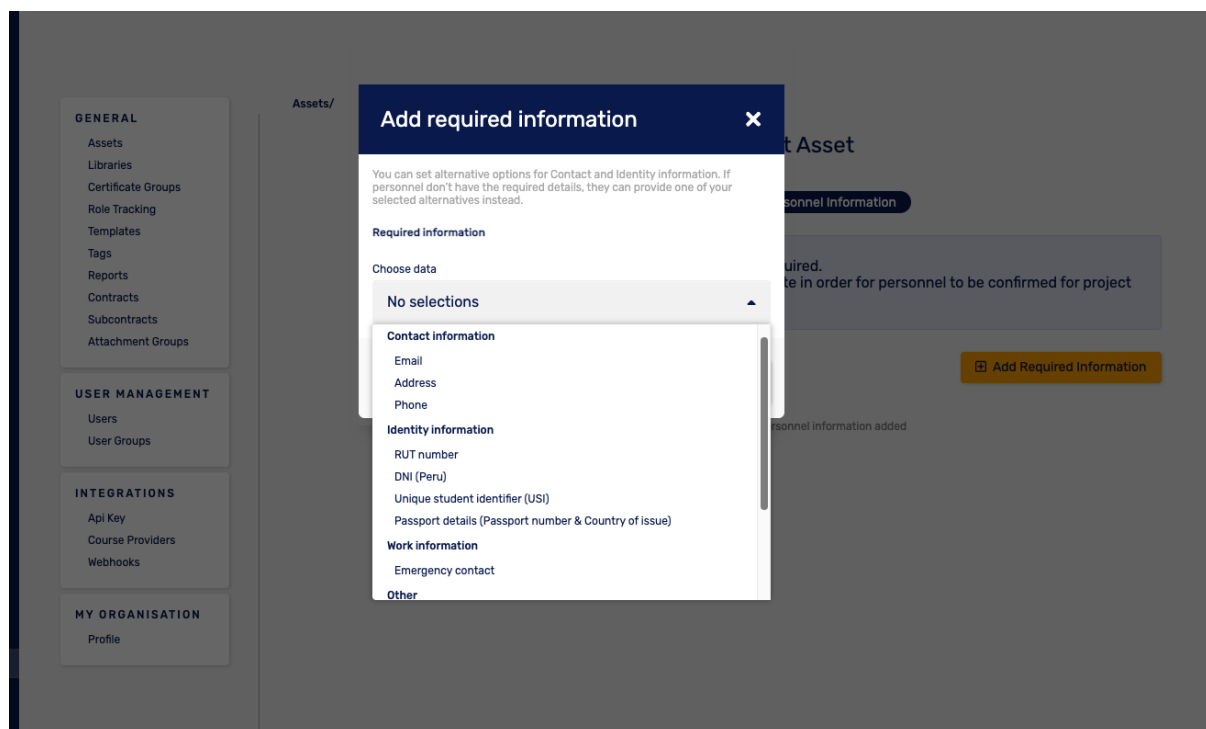 GENERAL
Assets
Libraries
Certificate Groups
Role Tracking
Templates
Tags
Reports
Contracts
Subcontracts
Attachment Groups
USER MANAGEMENT
Users
User Groups
INTEGRATIONS
Api Key
Course Providers
Webhooks
MY ORGANISATION
Profile
Assets/
Add required information
You can set alternative options for Contact and Identity information. If
personnel don't have the required details, they can provide one of your
selected alternatives instead.
Required information
Choose data
No selections
Contact information
Email
Address
Phone
Identity information
RUT number
DNI (Peru)
Unique student identifier (USI)
Passport details (Passport number & Country of issue)
Work information
Emergency contact
Other
Asset
Information
in order for personnel to be confirmed for project
Add Required Information
information added